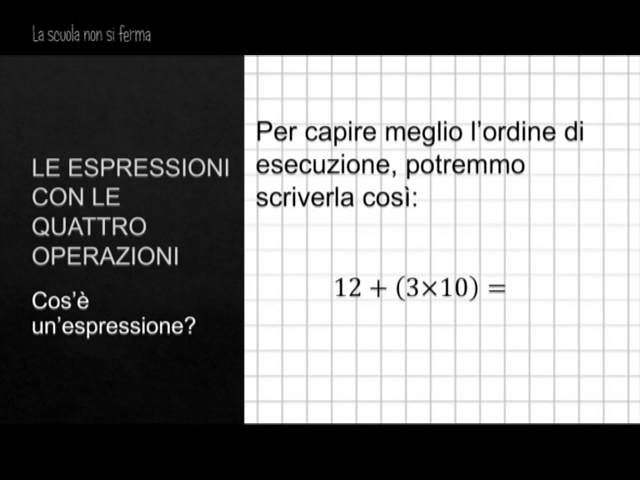 La scuola non si ferma
LE ESPRESSIONI
CON LE
QUATTRO
OPERAZIONI
Cos'è
un'espressione?
Per capire meglio l'ordine di
esecuzione, potremmo
scriverla così:
12 + (3×10) =